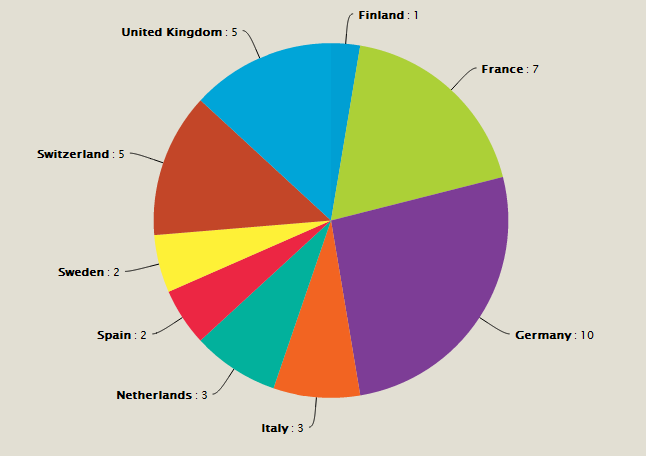 Finland : 1
United Kingdom : 5
France : 7
Switzerland : 5
Sweden : 2
Spain : 2
Germany : 10
Netherlands : 3
Italy : 3